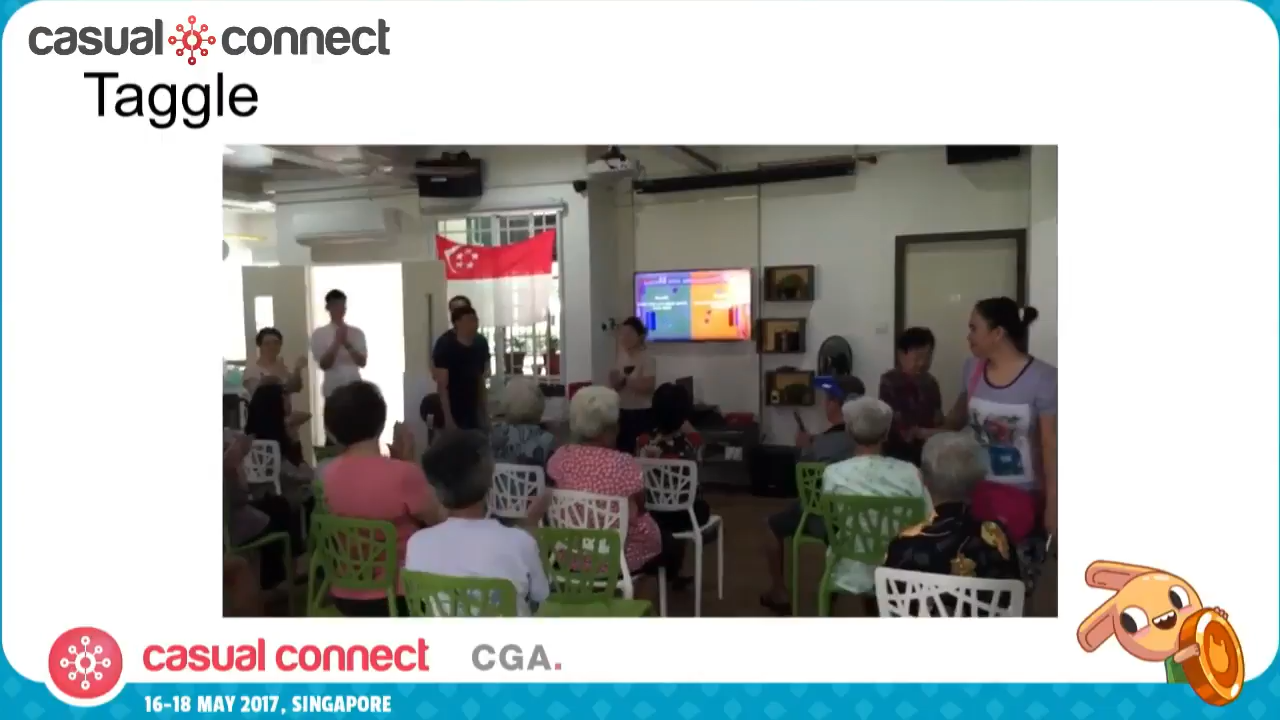 casual connect
Taggle
casual connect CGA.
16-18 MAY 2017, SINGAPORE